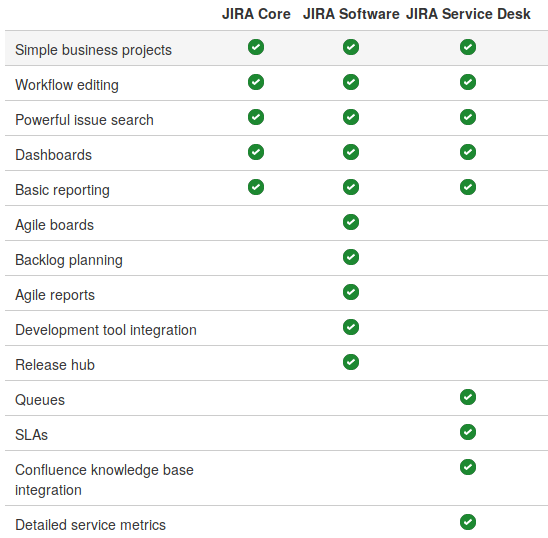 JIRA Core JIRA Software JIRA Service Desk
Simple business projects
Workflow editing
Powerful issue search
Dashboards
Basic reporting
Agile boards
Backlog planning
Agile reports
Development tool integration
Release hub
Queues
SLAs
Confluence knowledge base
integration
Detailed service metrics